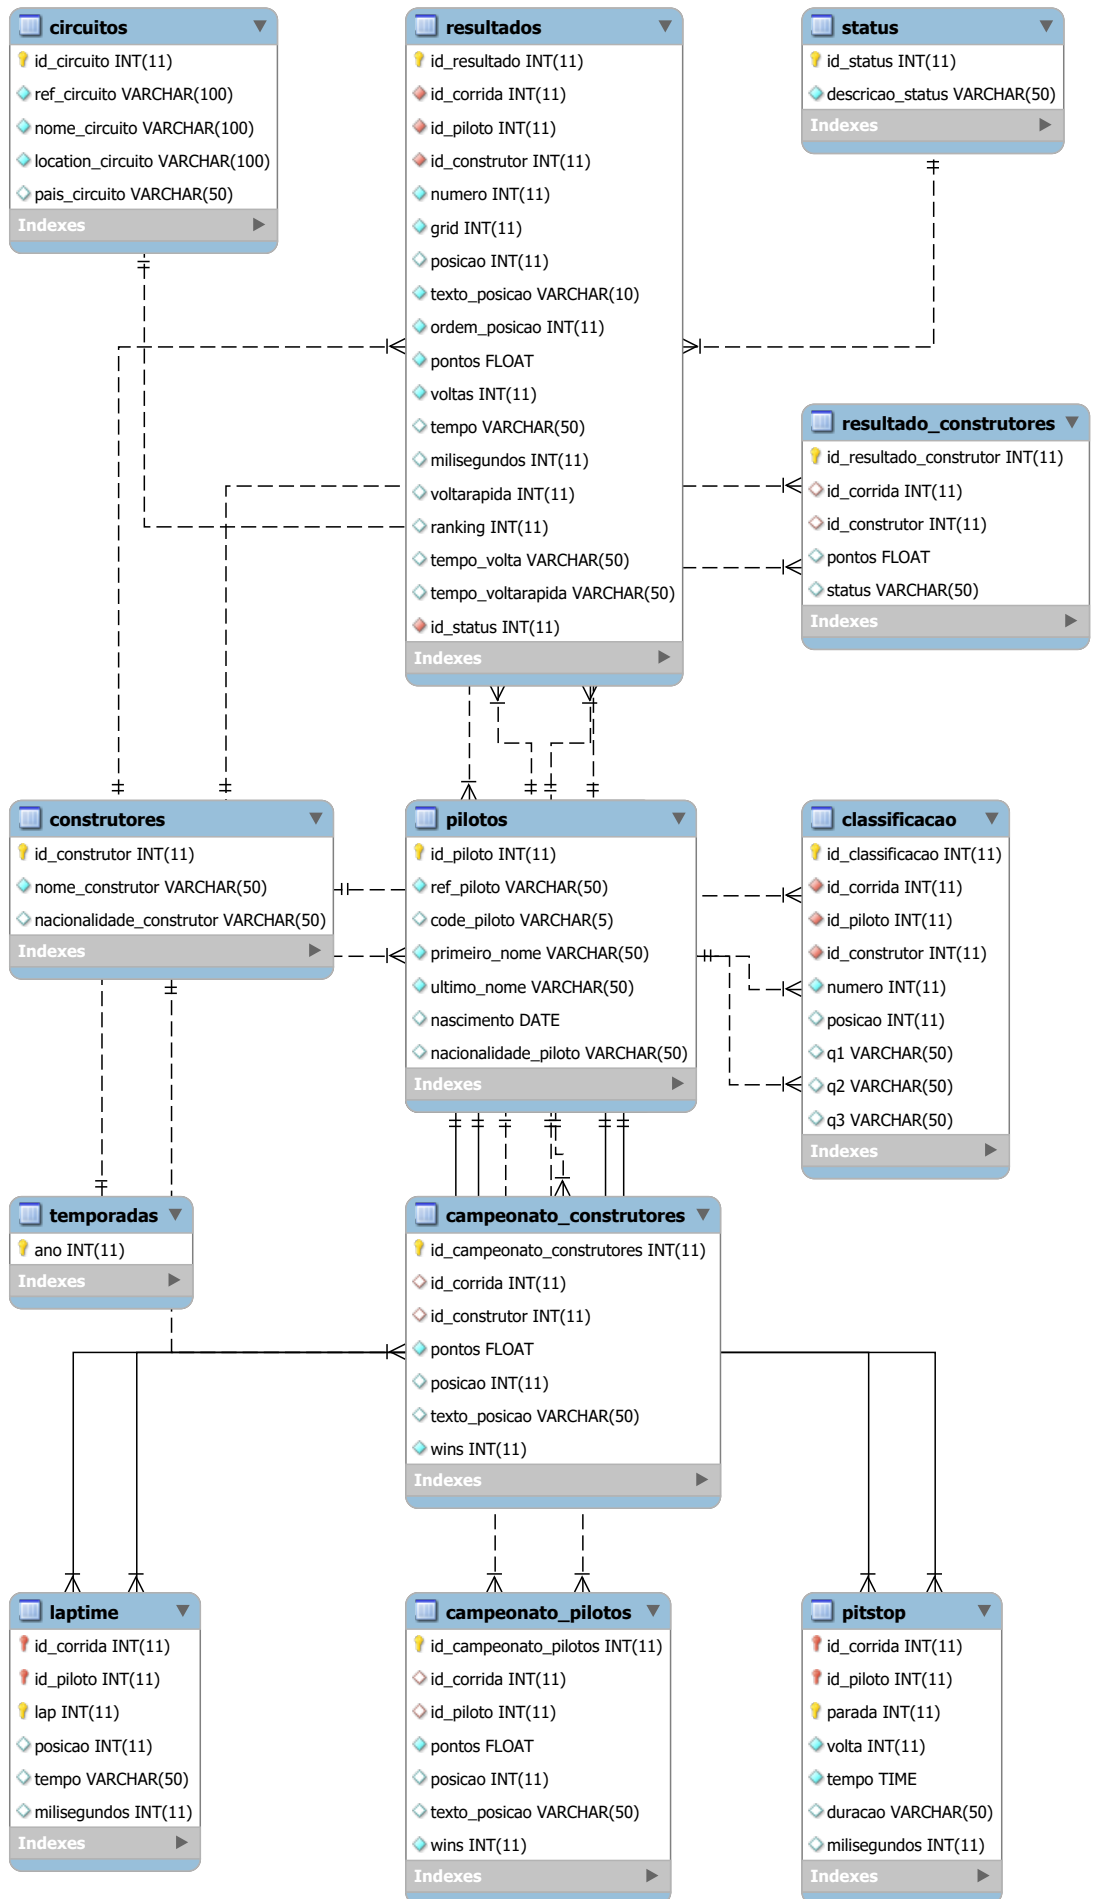 circuitos
id_circuito INT(11)
ref_circuito VARCHAR(100)
nome_circuito VARCHAR(100)
location_circuito VARCHAR(100)
pais_circuito VARCHAR(50)
Indexes
resultados
id_resultado INT(11)
id_corrida INT(11)
id_piloto INT(11)
id_construtor INT(11)
numero INT(11)
grid INT(11)
posicao INT(11)
texto_posicao VARCHAR(10)
ordem_posicao INT(11)
pontos FLOAT
voltas INT(11)
tempo VARCHAR(50)
milisegundos INT(11)
voltarapida INT(11)
ranking INT(11)
tempo_volta VARCHAR(50)
tempo_voltarapida VARCHAR(50)
id_status INT(11)
Indexes
status
id_status INT(11)
descricao_status VARCHAR(50)
Indexes
resultado_construtores
id_resultado_construtor INT(11)
id_corrida INT(11)
id_construtor INT(11)
pontos FLOAT
status VARCHAR(50)
Indexes
construtores
id_construtor INT(11)
nome_construtor VARCHAR(50)
nacionalidade_construtor VARCHAR(50)
Indexes
pilotos
id_piloto INT(11)
ref_piloto VARCHAR(50)
code_piloto VARCHAR(5)
primeiro_nome VARCHAR(50)
ultimo_nome VARCHAR(50)
nascimento DATE
nacionalidade_piloto VARCHAR(50)
Indexes
classificacao
id_classificacao INT(11)
id_corrida INT(11)
id_piloto INT(11)
id_construtor INT(11)
numero INT(11)
posicao INT(11)
q1 VARCHAR(50)
q2 VARCHAR(50)
q3 VARCHAR(50)
Indexes
temporadas
ano INT(11)
Indexes
campeonato_construtores
id_campeonato_construtores INT(11)
id_corrida INT(11)
id_construtor INT(11)
pontos FLOAT
posicao INT(11)
texto_posicao VARCHAR(50)
wins INT(11)
Indexes
laptime
id_corrida INT(11)
id_piloto INT(11)
lap INT(11)
posicao INT(11)
tempo VARCHAR(50)
milisegundos INT(11)
Indexes
campeonato_pilotos
id_campeonato_pilotos INT(11)
id_corrida INT(11)
id_piloto INT(11)
pontos FLOAT
posicao INT(11)
texto_posicao VARCHAR(50)
wins INT(11)
Indexes
pitstop
id_corrida INT(11)
id_piloto INT(11)
parada INT(11)
volta INT(11)
tempo TIME
duracao VARCHAR(50)
milisegundos INT(11)
Indexes